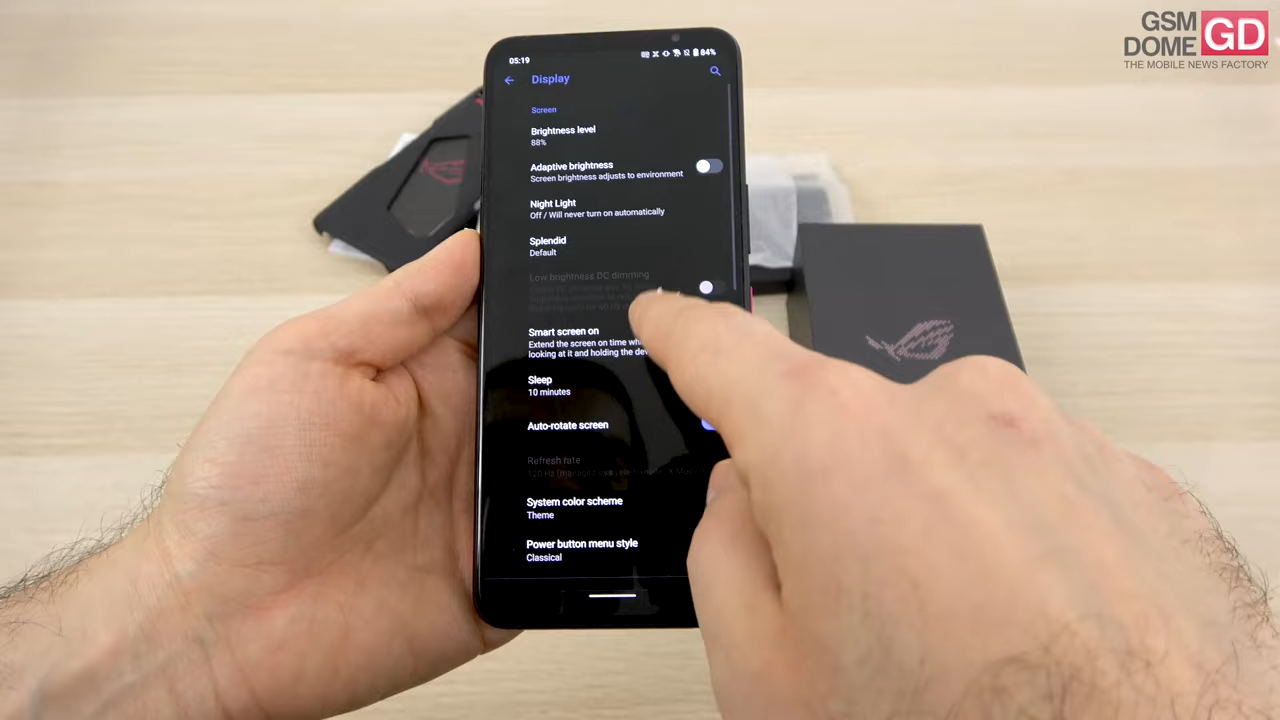 GSM
DOME GD
THE MOBILE NEWS FACTORY
05:19
84%
Display
Screen
Brightness level
88%
Adaptive brightness
Screen brightness adjusts to environment
Night Light
Off / Will never turn on automatically
Splendid
Default
Low brightness DC dimming
Smart screen on
Extend the screen on time
looking at it and holding the
Sleep
10 minutes
Auto-rotate screen
Refresh rate
120 Hz
System color scheme
Theme
Power button menu style
Classical